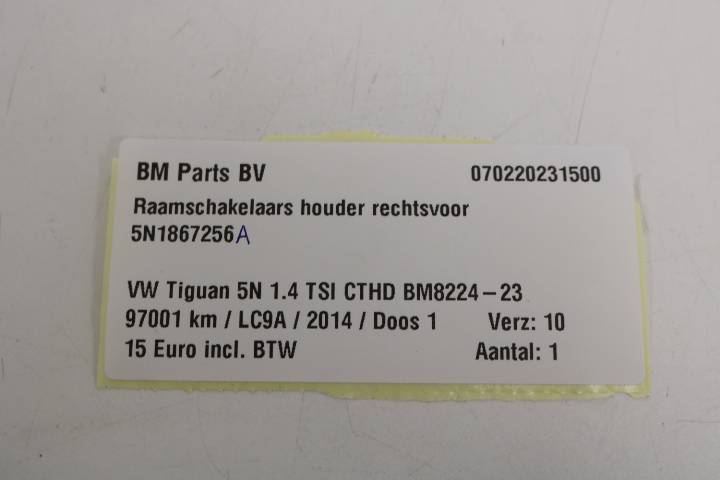 BM Parts BV 070220231500
Raamschakelaars houder rechtsvoor
5N1867256A
VW Tiguan 5N 1.4 TSI CTHD BM8224-23
97001 km / LC9A / 2014 / Doos 1 Verz: 10
15 Euro incl. BTW Aantal: 1